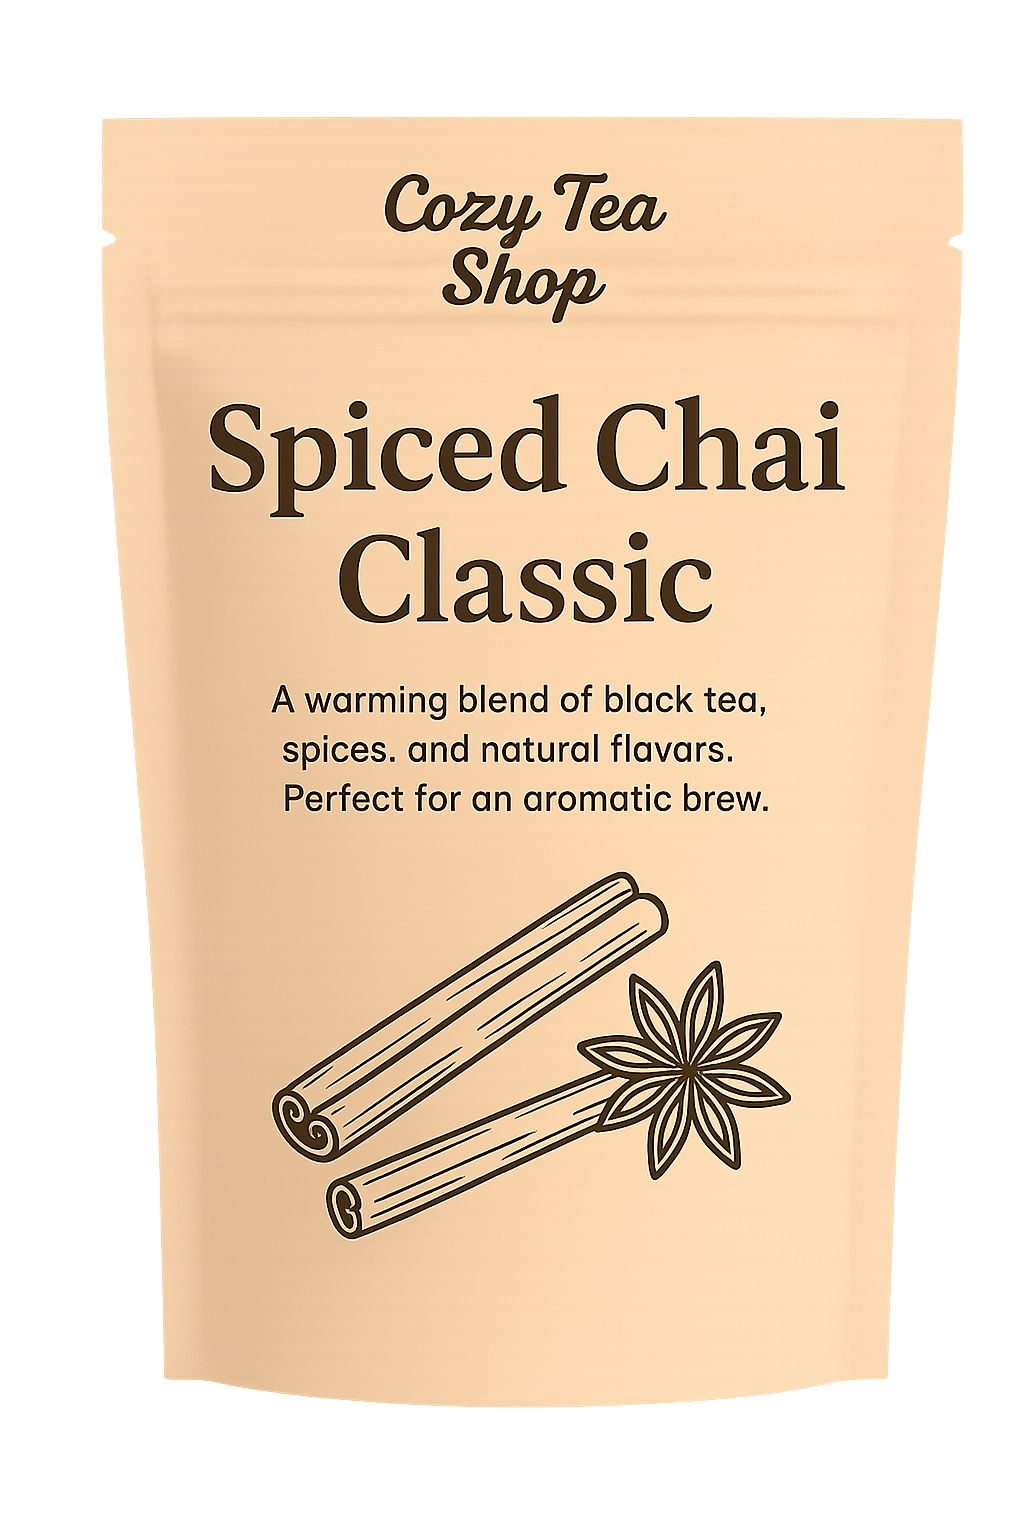 Cozy Tea
Shop
Spiced Chai
Classic
A warming blend of black tea,
spices. and natural flavars.
Perfect for an aromatic brew.